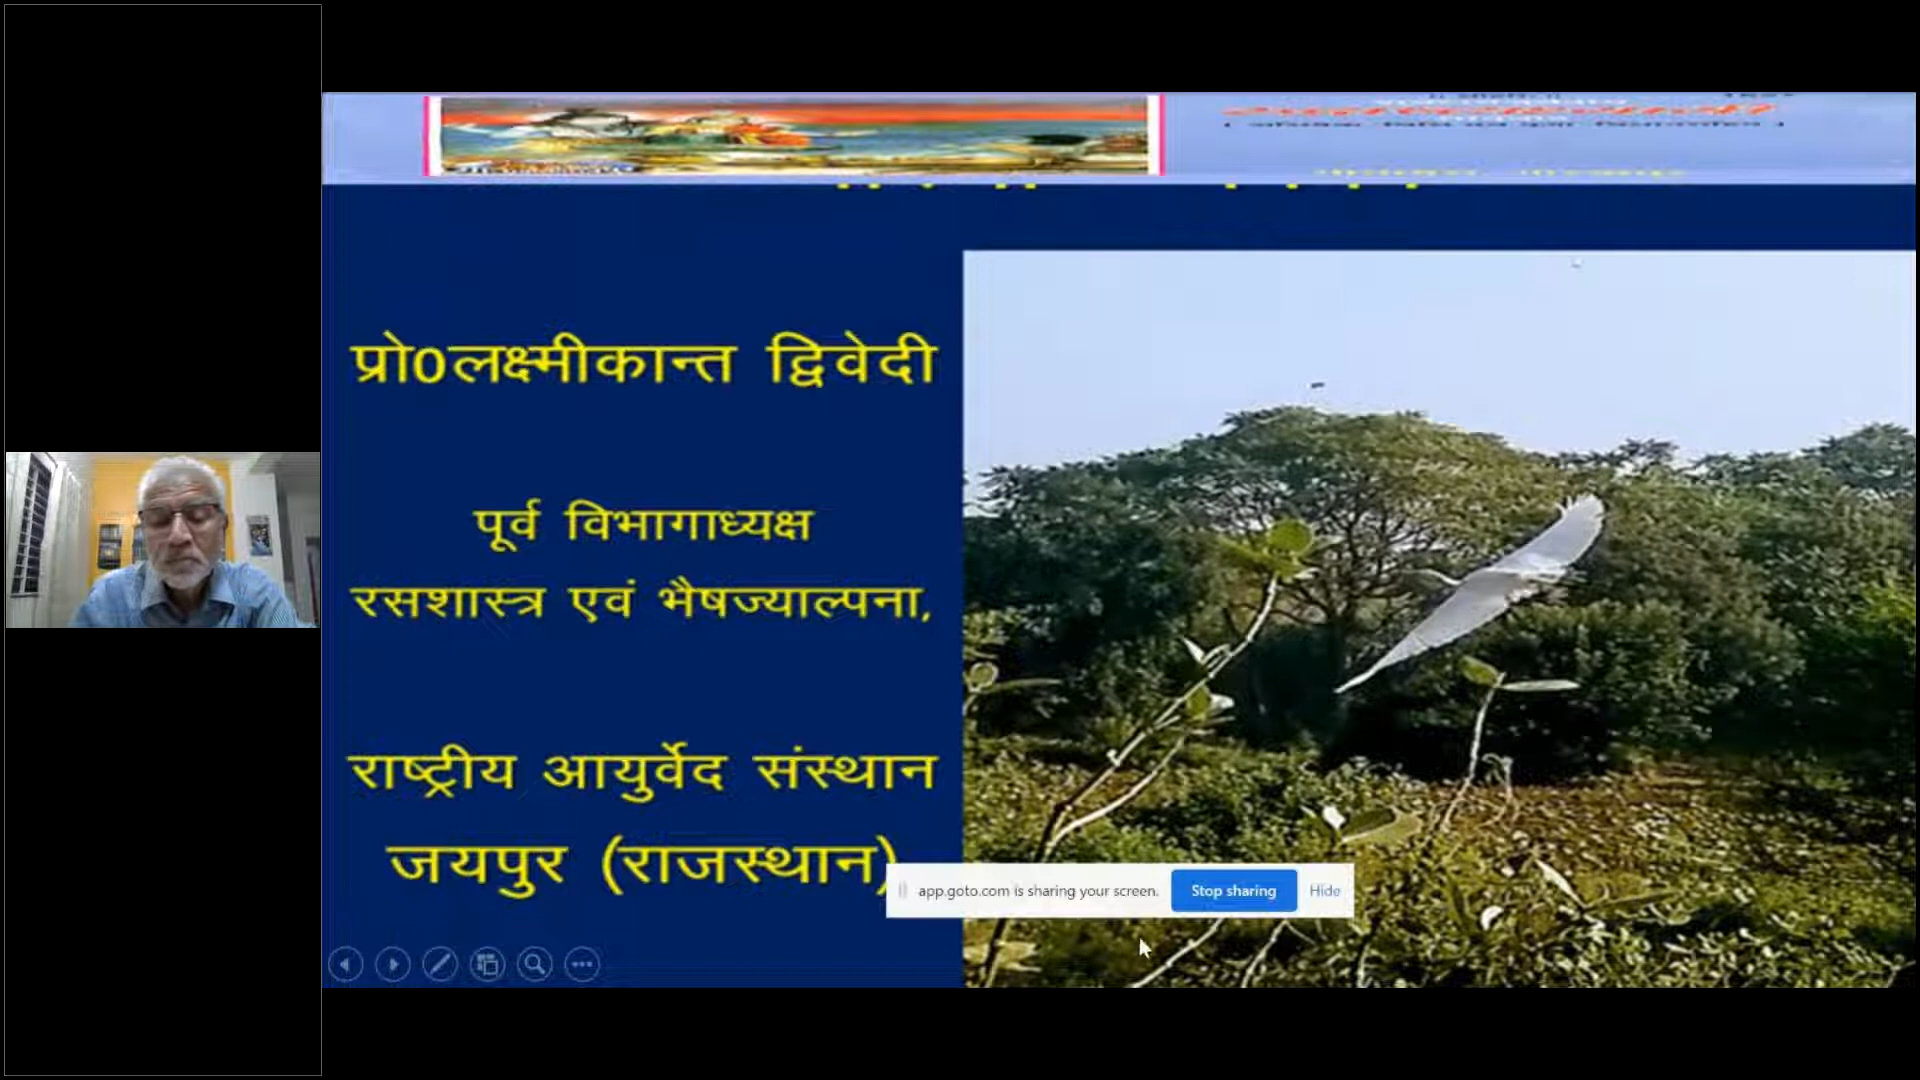 प्रो0लक्ष्मीकान्त द्विवेदी
पूर्व विभागाध्यक्ष
रसशास्त्र एवं भैषज्याल्पना,
राष्ट्रीय आयुर्वेद संस्थान
जयपुर (राजस्थान)
app.goto.com is sharing your screen. Stop sharing Hide